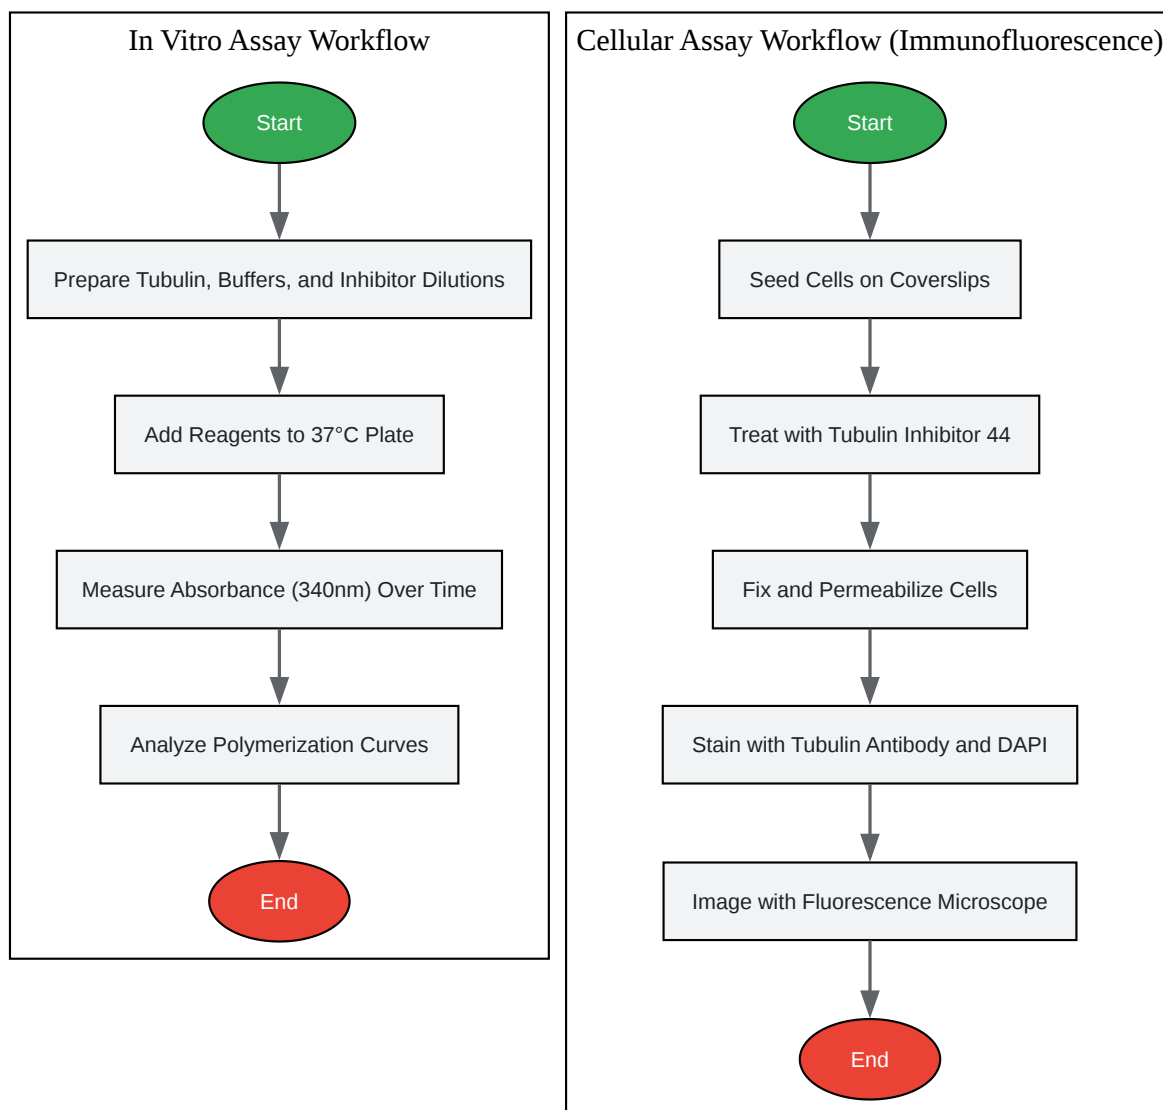 In Vitro Assay Workflow
Start
Prepare Tubulin, Buffers, and Inhibitor Dilutions
Add Reagents to 37°C Plate
Measure Absorbance (340nm) Over Time
Analyze Polymerization Curves
End
Cellular Assay Workflow (Immunofluorescence)
Start
Seed Cells on Coverslips
Treat with Tubulin Inhibitor 44
Fix and Permeabilize Cells
Stain with Tubulin Antibody and DAPI
Image with Fluorescence Microscope
End